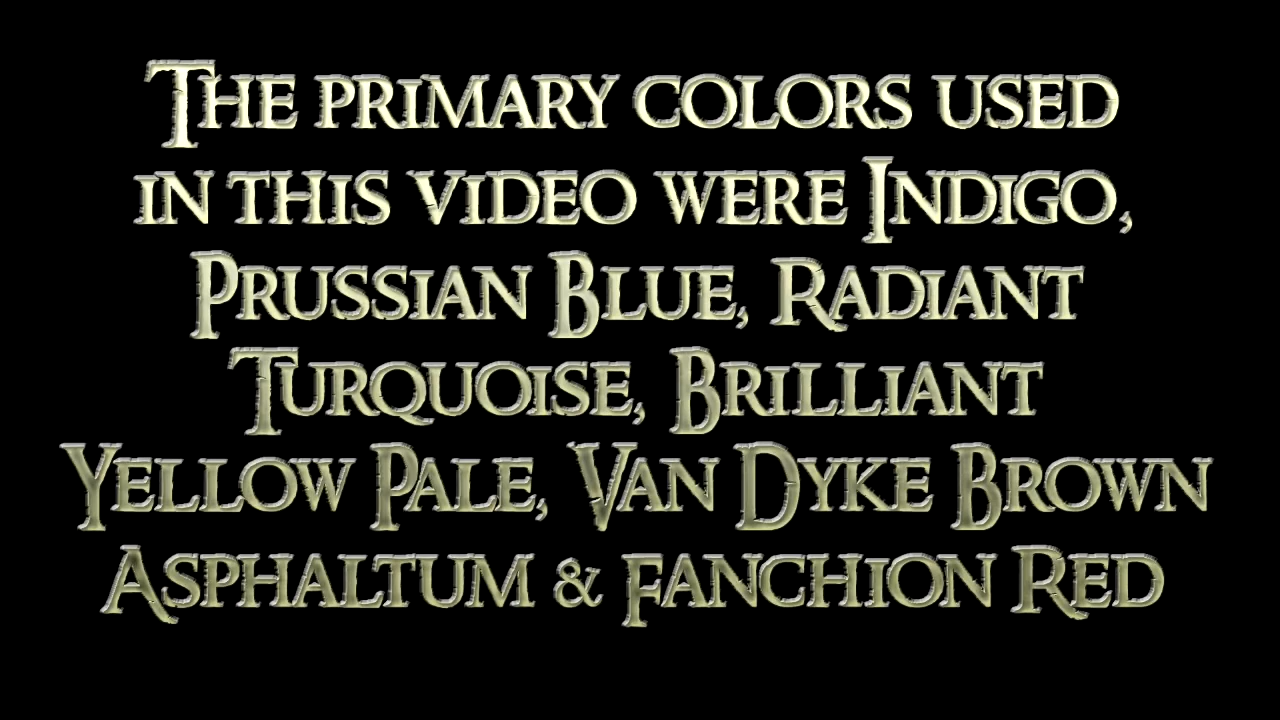 The primary colors used
in this video were Indigo,
Prussian Blue, Radiant
Turquoise, Brilliant
Yellow Pale, Van Dyke Brown
Asphaltum & Fanchion Red